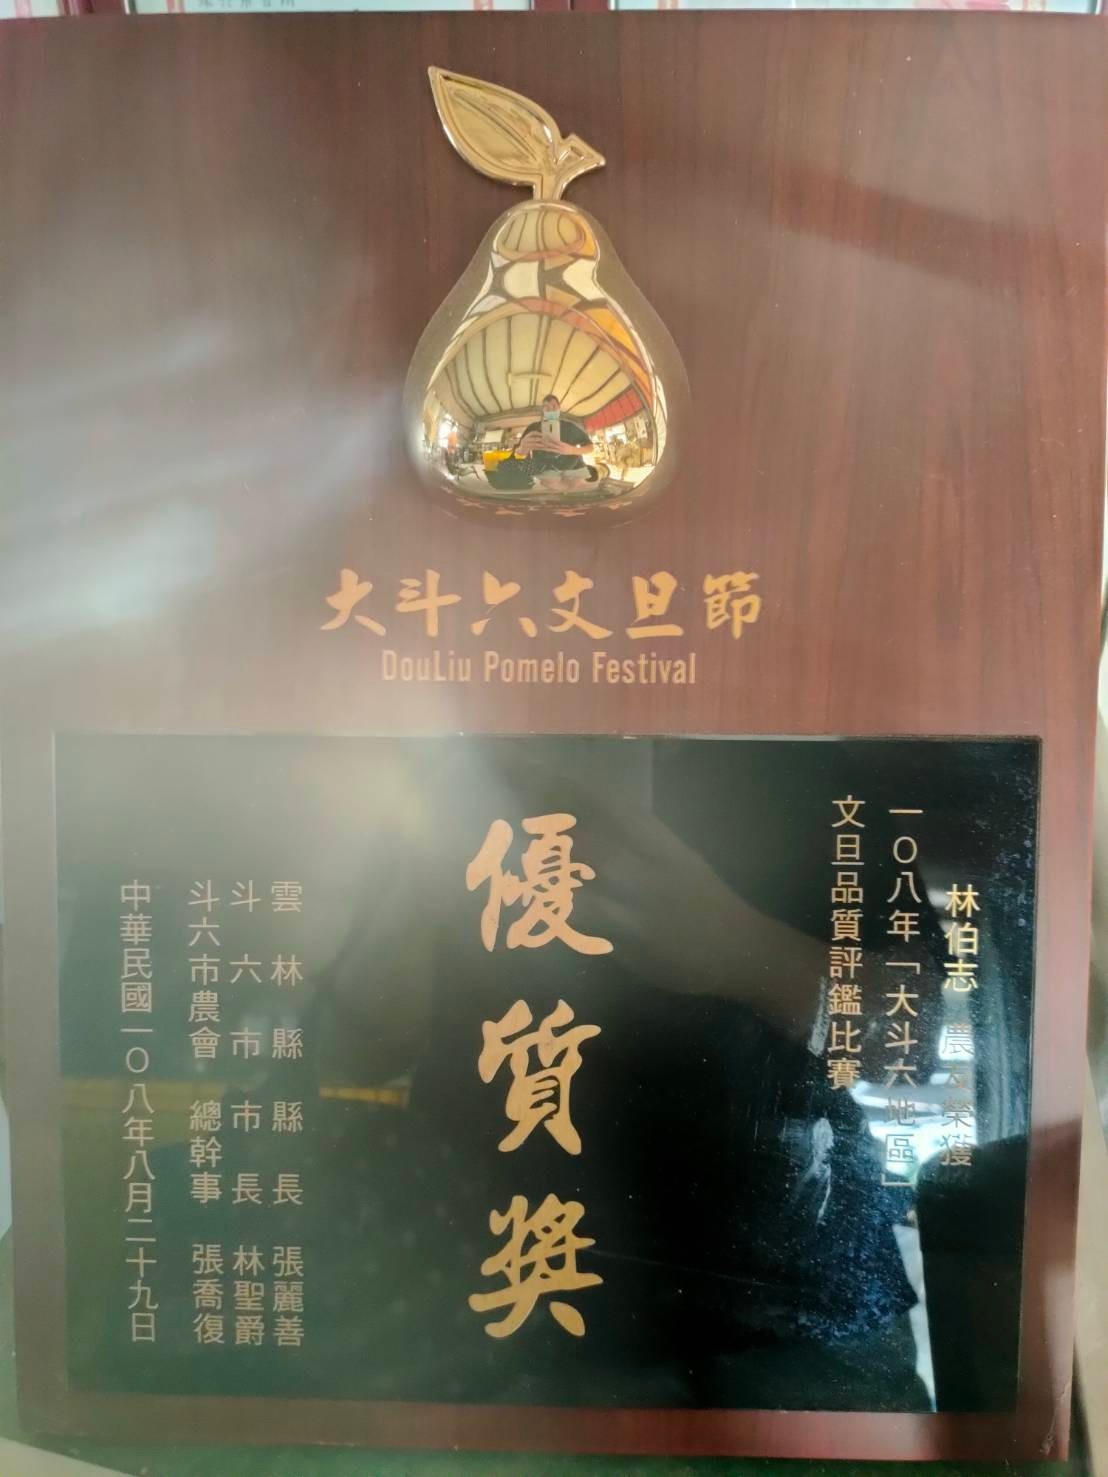 大斗六文旦節
DouLiu Pomelo Festival
林伯志 農友榮獲
一〇八年「大斗六地區」
文旦品質評鑑比賽
優質獎
雲林縣縣長 張麗善
斗六市市長 林聖爵
斗六市農會 總幹事 張喬復
中華民國一〇八年八月二十九日